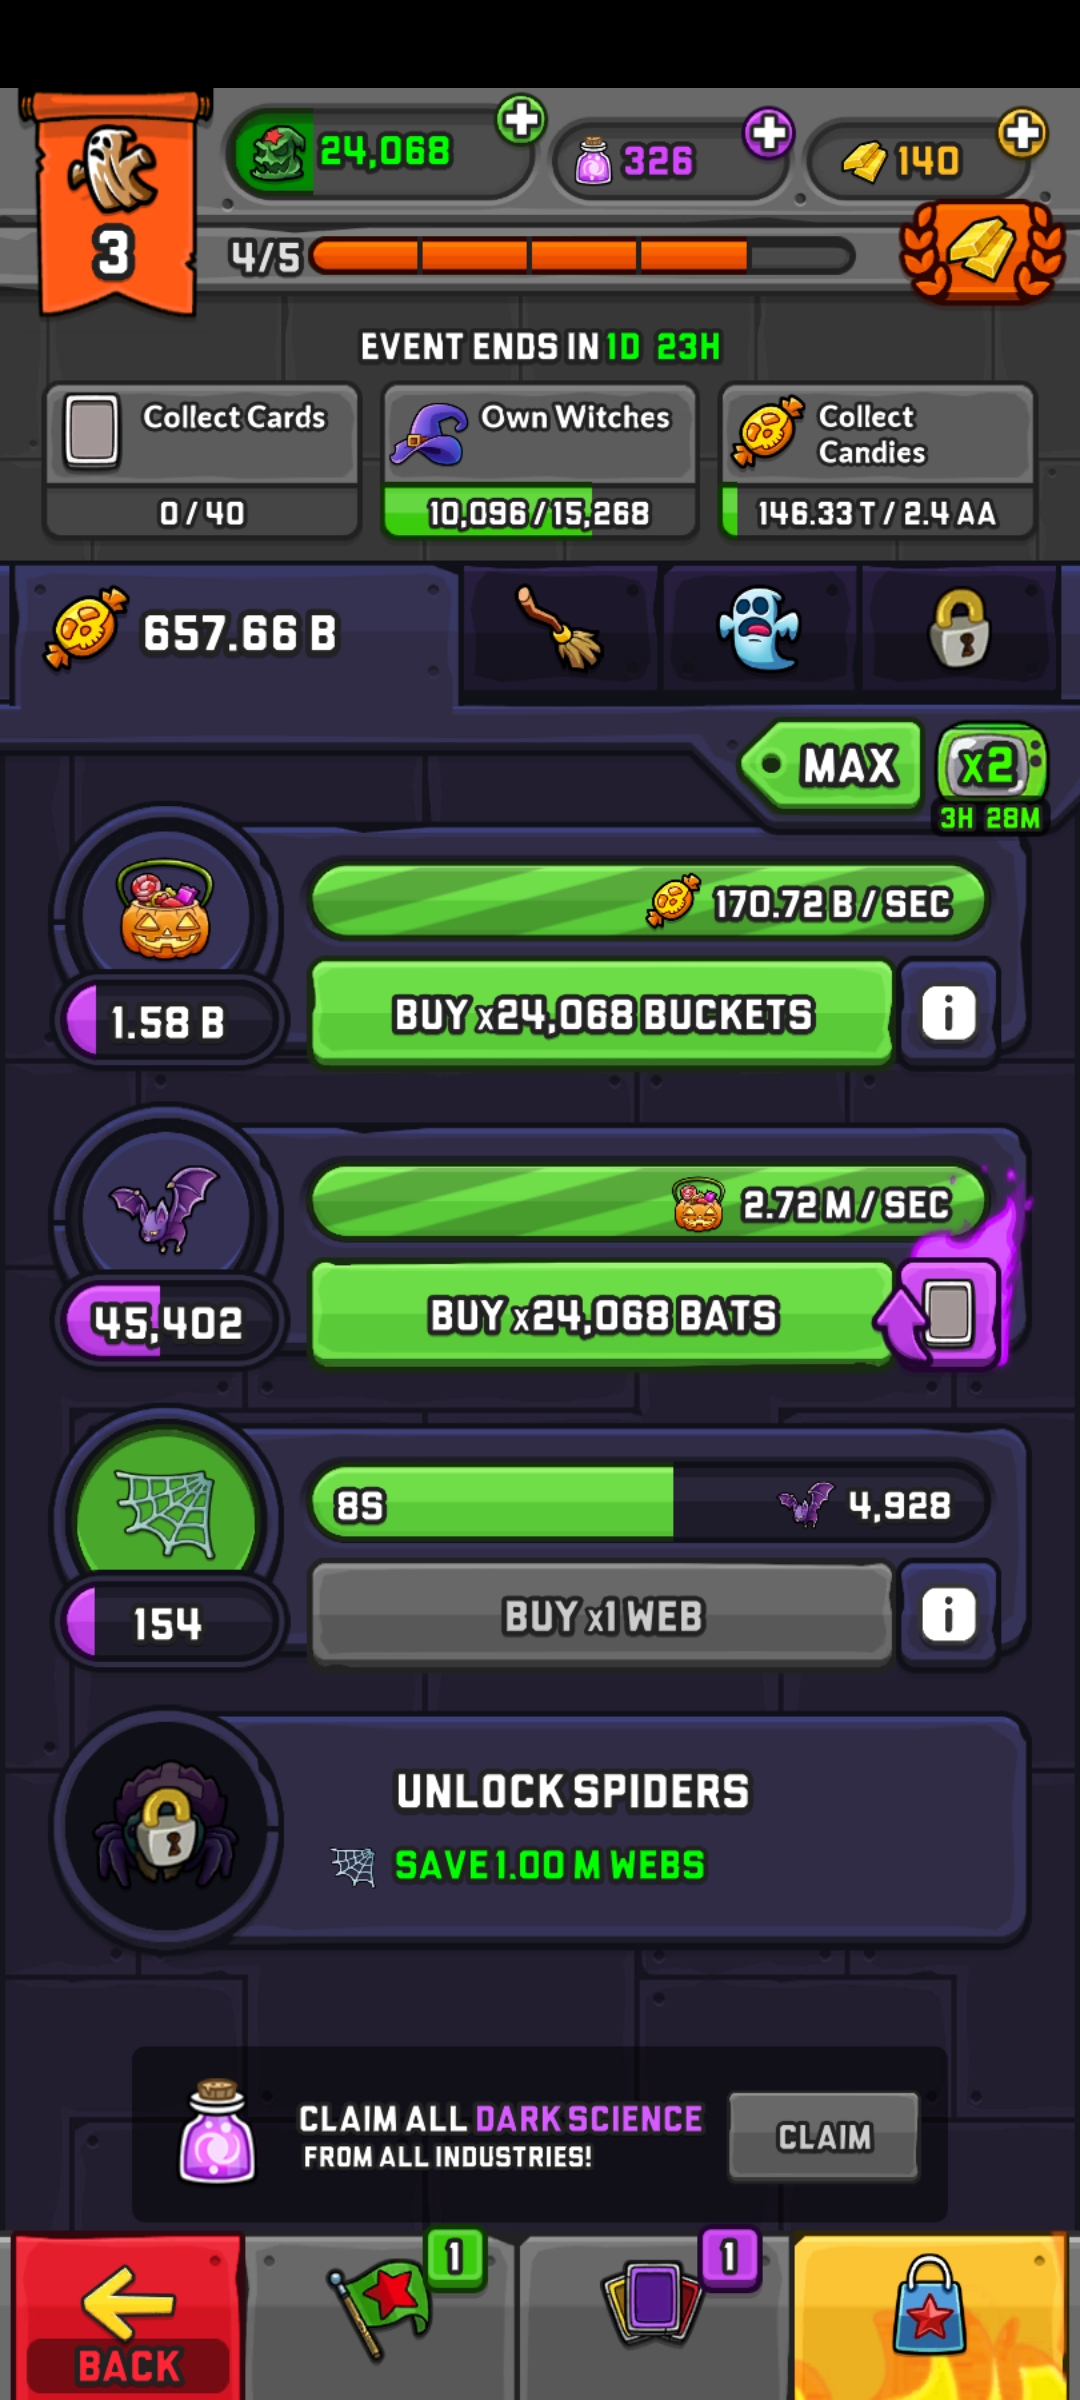 24,068
326
140
3
4/5
EVENT ENDS IN 1D 23H
Collect Cards
0/40
Own Witches
10,096/15,268
Collect
Candies
146.33 T / 2.4 AA
657.66 B
MAX
x2
3H 28M
170.72 B / SEC
1.58 B
BUY x24,068 BUCKETS
i
2.72 M / SEC
45,402
BUY x24,068 BATS
8S
4,928
154
BUY x1 WEB
i
UNLOCK SPIDERS
SAVE 1.00 M WEBS
CLAIM ALL DARK SCIENCE
FROM ALL INDUSTRIES!
CLAIM
BACK
1
1